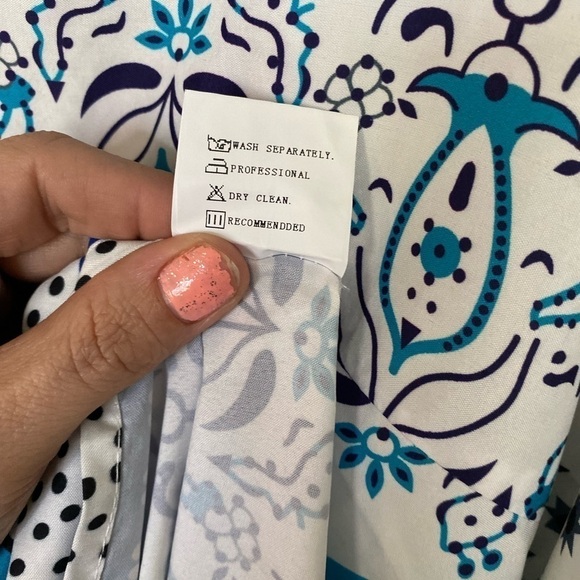 WASH SEPARATELY.
PROFESSIONAL
DRY CLEAN.
RECOMMENDDED